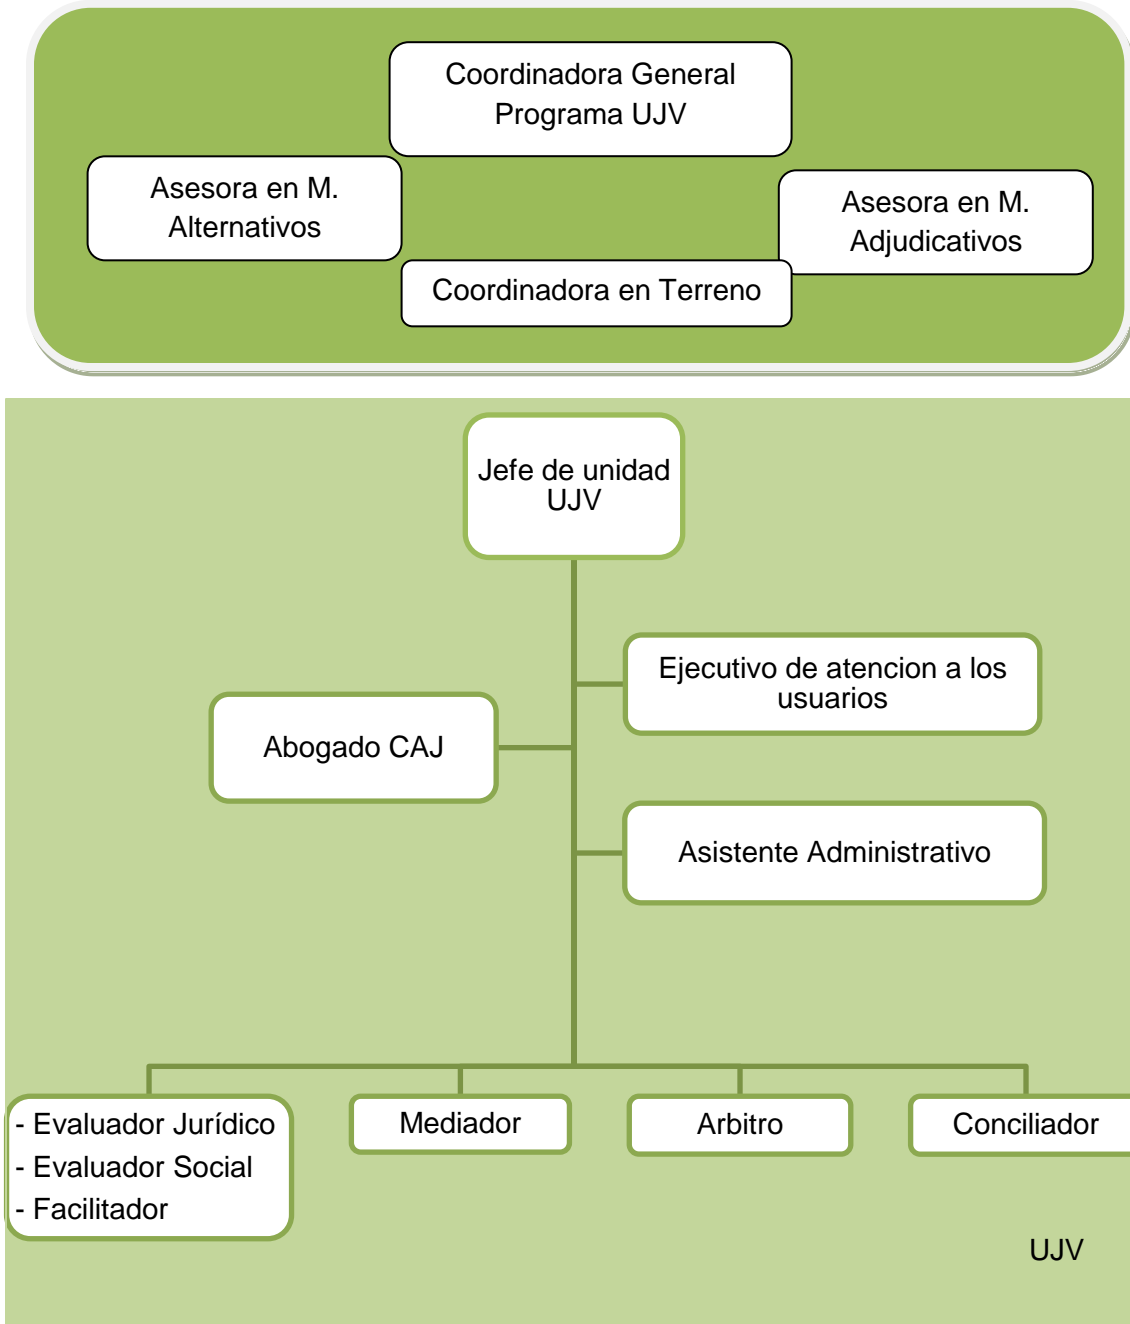 Coordinadora General
Programa UJV
Asesora en M.
Alternativos
Asesora en M.
Adjudicativos
Coordinadora en Terreno
Jefe de unidad
UJV
Ejecutivo de atencion a los
usuarios
Abogado CAJ
Asistente Administrativo
- Evaluador Jurídico
- Evaluador Social
- Facilitador
Mediador
Arbitro
Conciliador
UJV